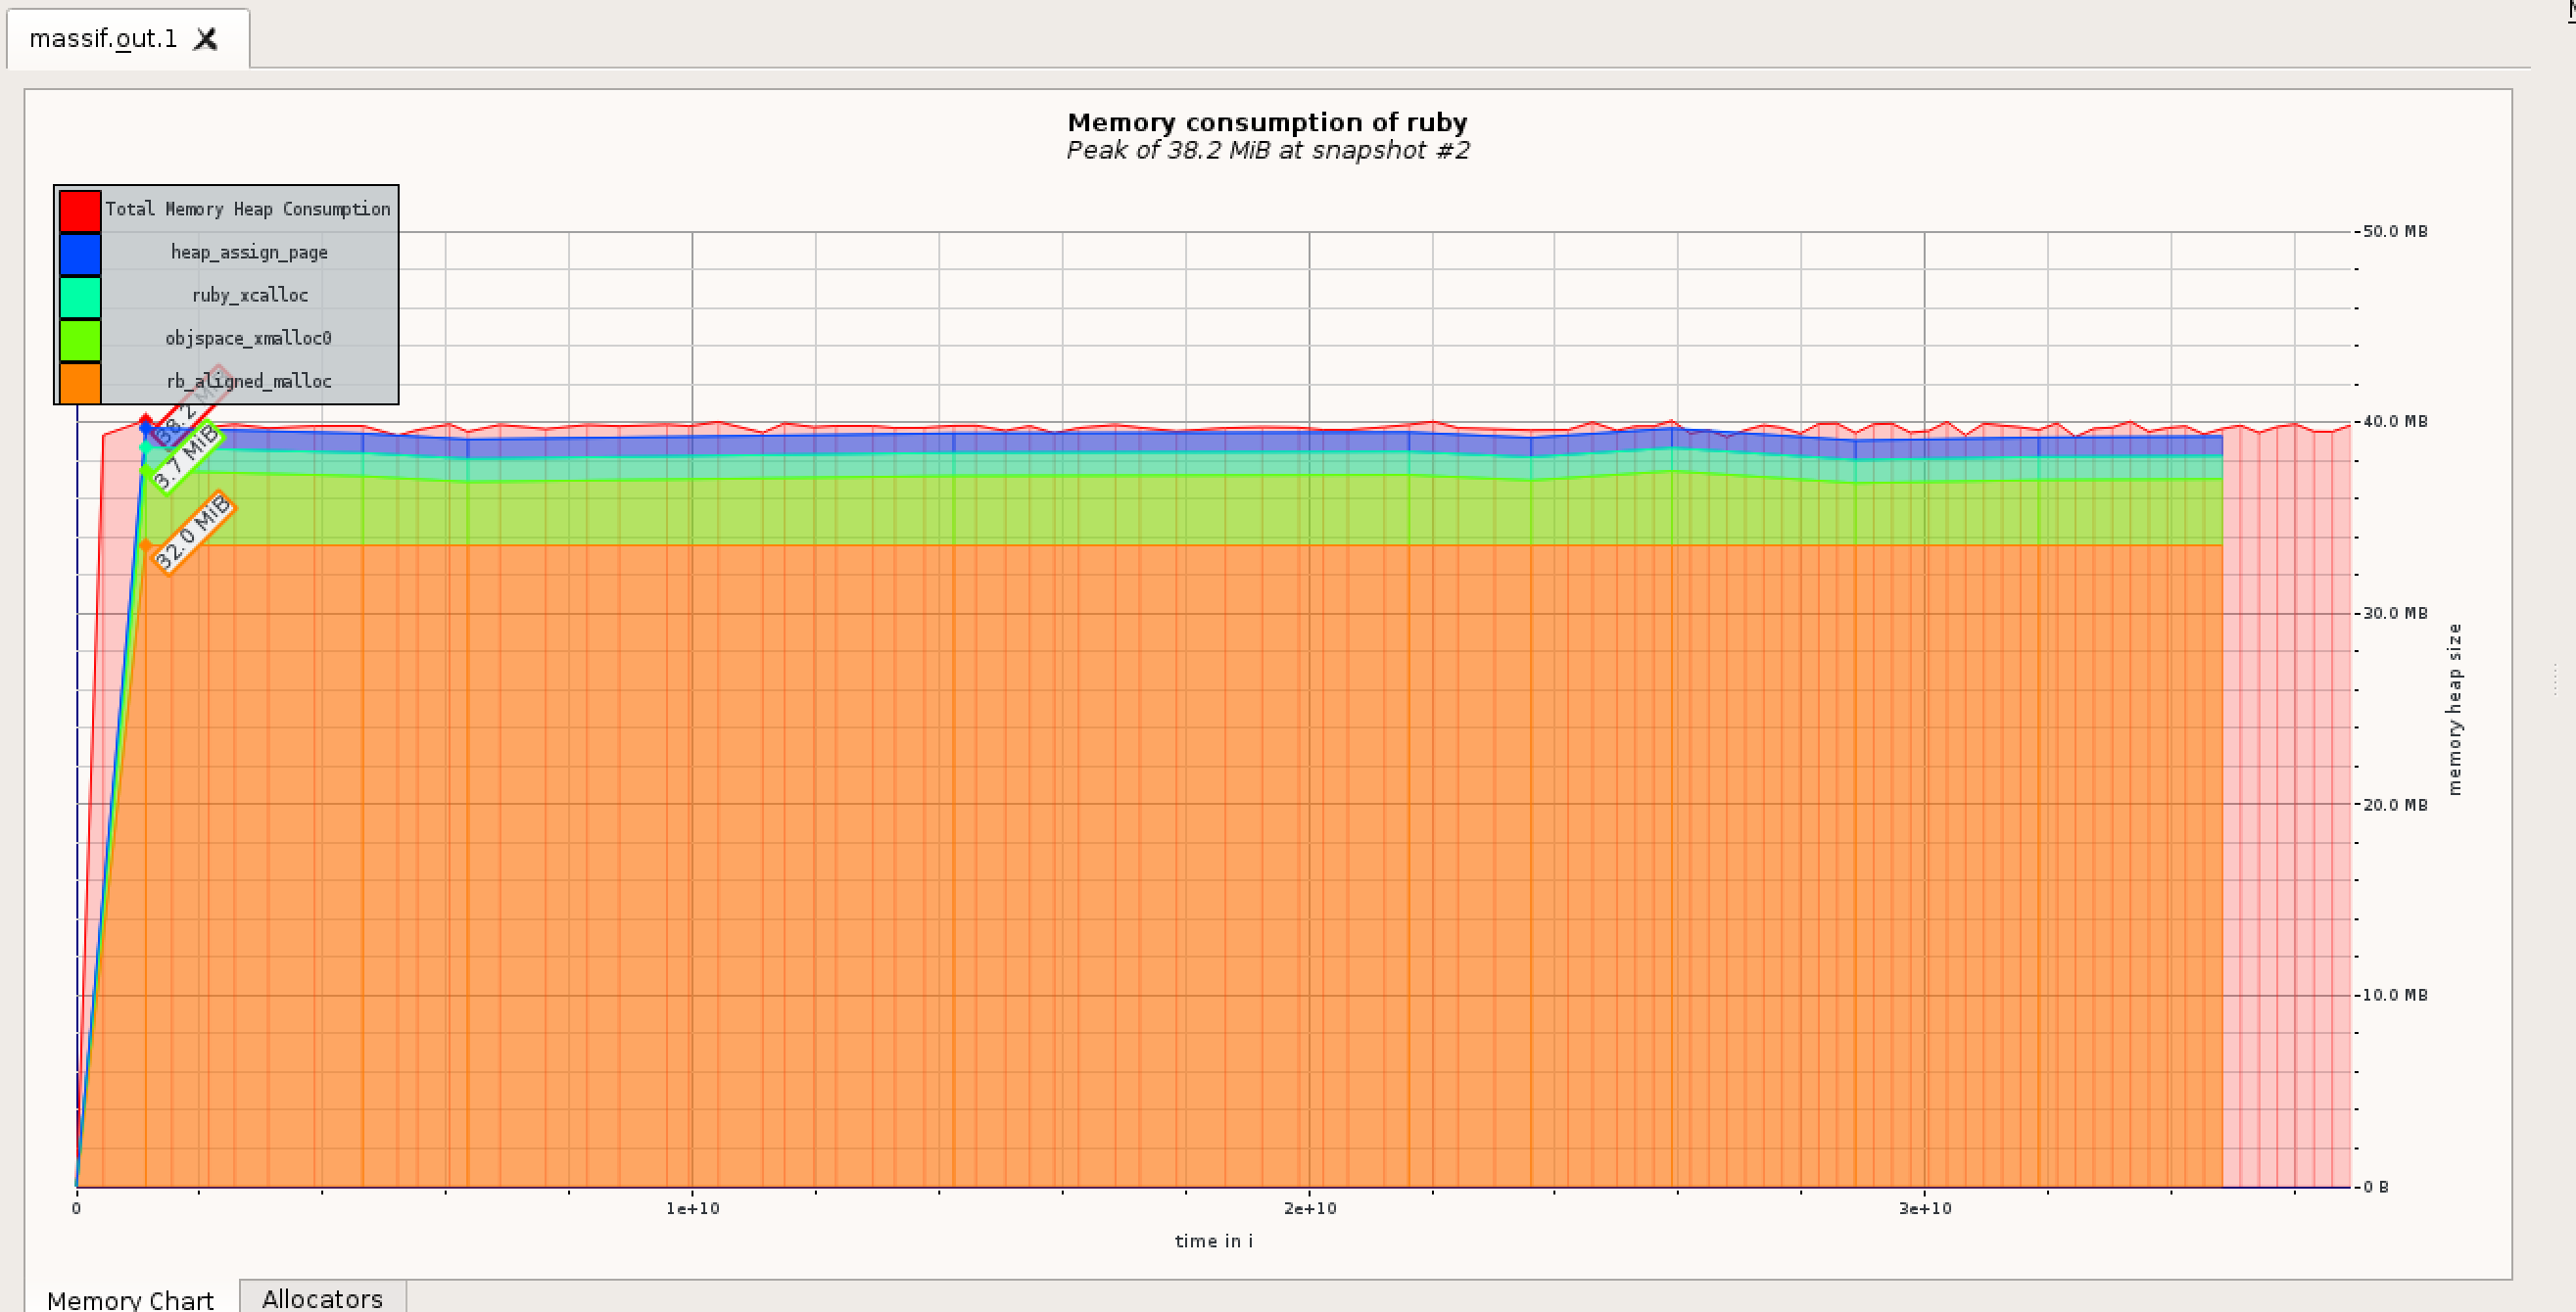 massif.out.1
Memory consumption of ruby
Peak of 38.2 MiB at snapshot #2
Total Memory Heap Consumption
heap_assign_page
ruby_xcalloc
objspace_xmalloc0
rb_aligned_malloc
38.2 MiB
3.7 MiB
32.0 MiB
50.0 MB
40.0 MB
30.0 MB
20.0 MB
10.0 MB
0 B
memory heap size
0
1e+10
2e+10
3e+10
time in i
Memory Chart
Allocators